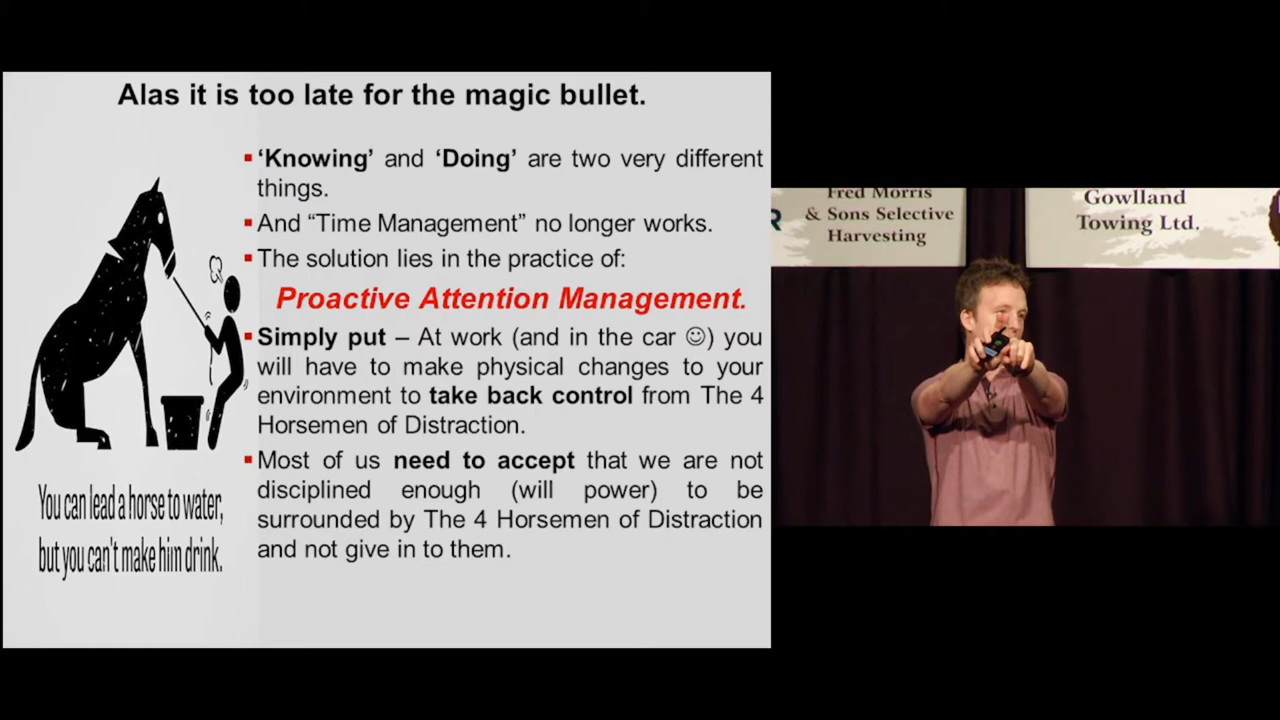 Alas it is too late for the magic bullet.
▪‘Knowing’ and ‘Doing’ are two very different
things.
▪And “Time Management” no longer works.
▪The solution lies in the practice of:
Proactive Attention Management.
▪Simply put – At work (and in the car ☺) you
will have to make physical changes to your
environment to take back control from The 4
Horsemen of Distraction.
▪Most of us need to accept that we are not
disciplined enough (will power) to be
surrounded by The 4 Horsemen of Distraction
and not give in to them.
You can lead a horse to water,
but you can't make him drink.
R
Fred Morris
& Sons Selective
Harvesting
Gowlland
Towing Ltd.